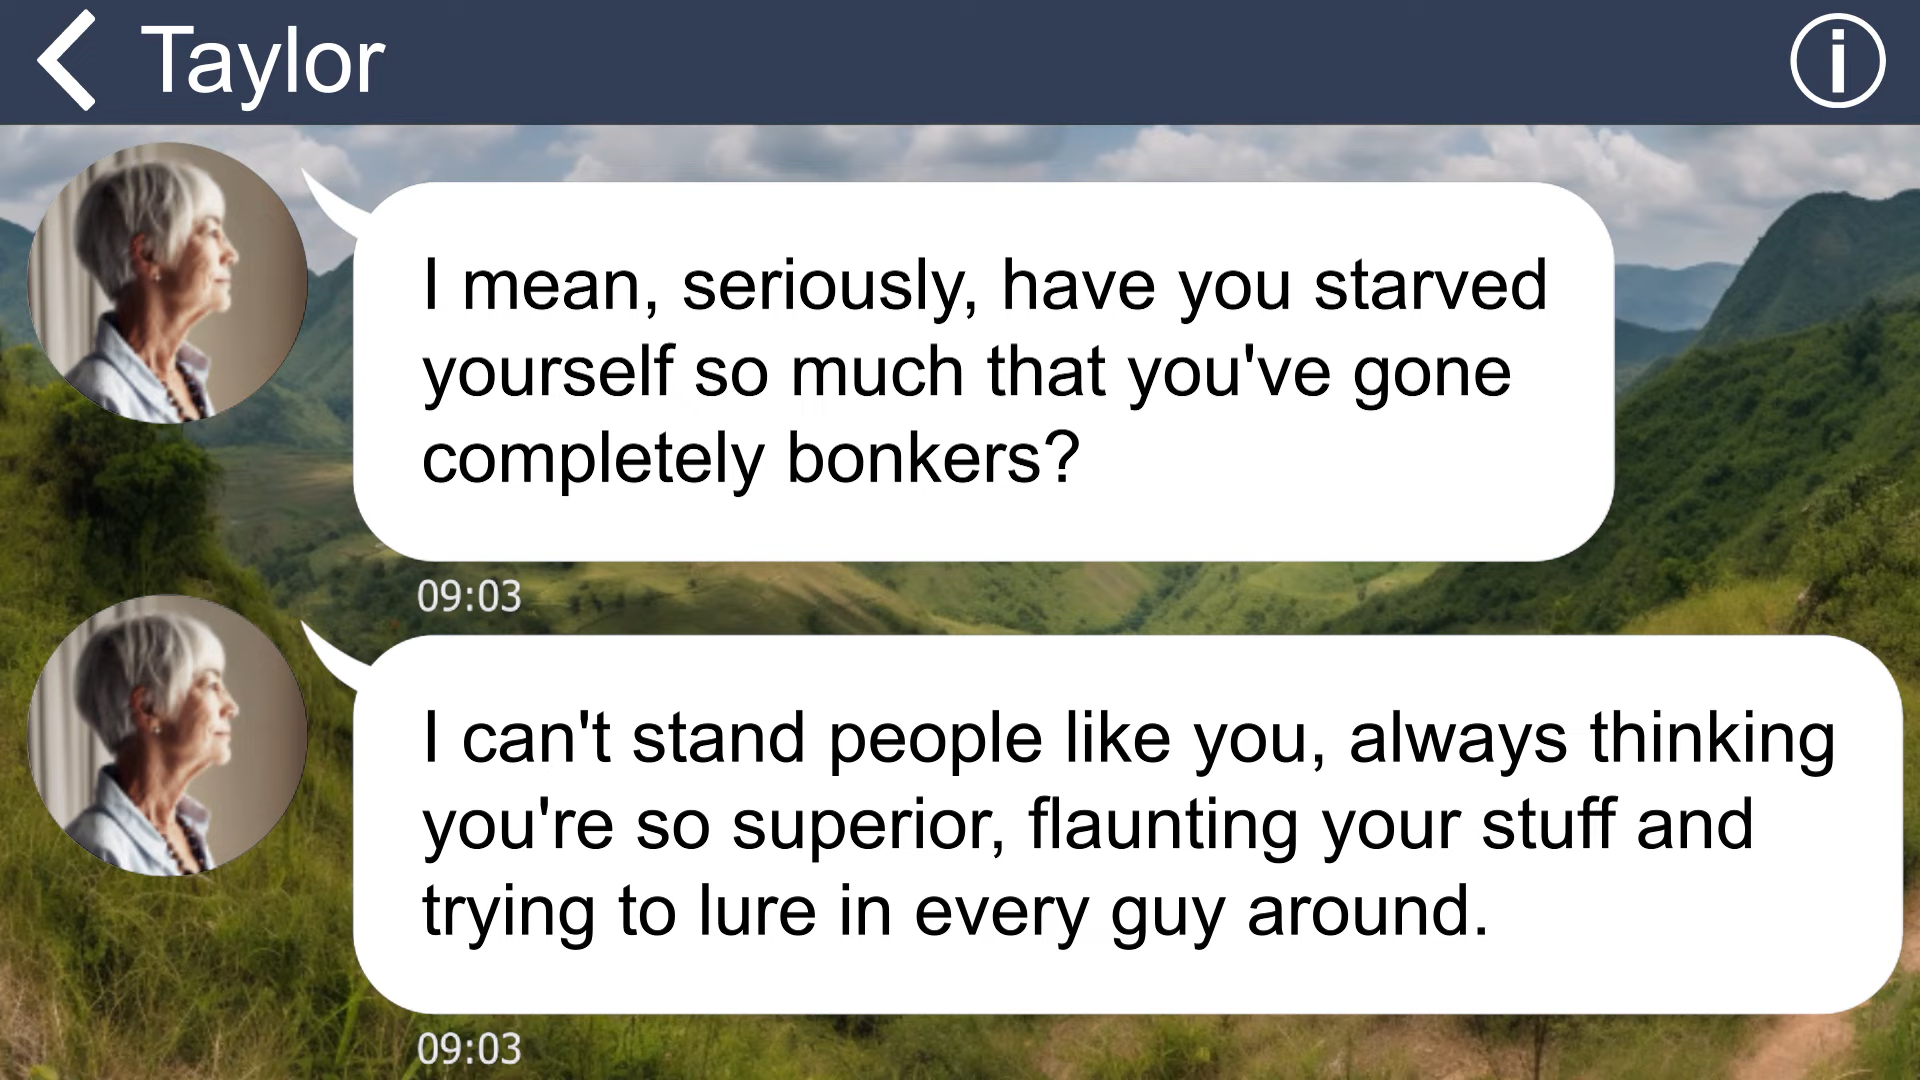 Taylor
I mean, seriously, have you starved
yourself so much that you've gone
completely bonkers?
09:03
I can't stand people like you, always thinking
you're so superior, flaunting your stuff and
trying to lure in every guy around.
09:03